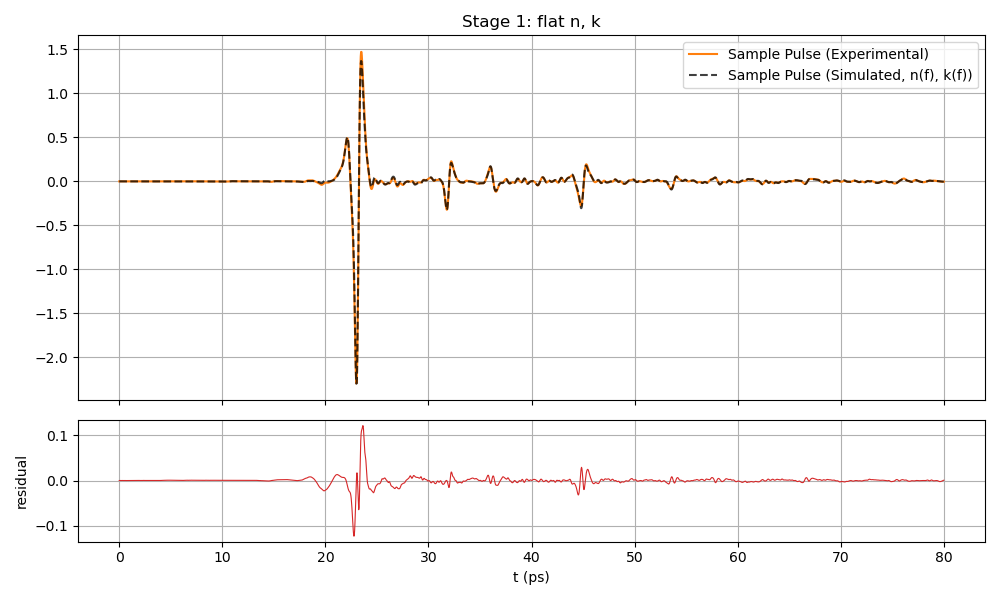 Stage 1: flat n, k
Sample Pulse (Experimental)
Sample Pulse (Simulated, n(f), k(f))
1.5
1.0
0.5
0.0
−0.5
−1.0
−1.5
−2.0
residual
0.1
0.0
−0.1
0 10 20 30 40 50 60 70 80
t (ps)